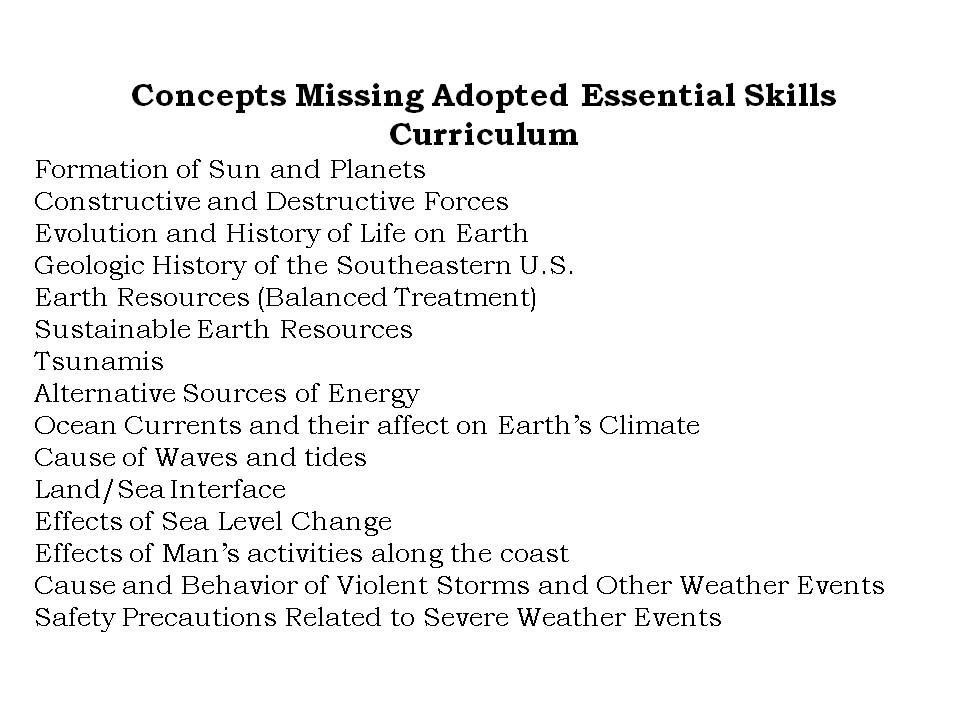 Concepts Missing Adopted Essential Skills
Curriculum
Formation of Sun and Planets
Constructive and Destructive Forces
Evolution and History of Life on Earth
Geologic History of the Southeastern U.S.
Earth Resources (Balanced Treatment)
Sustainable Earth Resources
Tsunamis
Alternative Sources of Energy
Ocean Currents and their affect on Earth’s Climate
Cause of Waves and tides
Land/Sea Interface
Effects of Sea Level Change
Effects of Man’s activities along the coast
Cause and Behavior of Violent Storms and Other Weather Events
Safety Precautions Related to Severe Weather Events